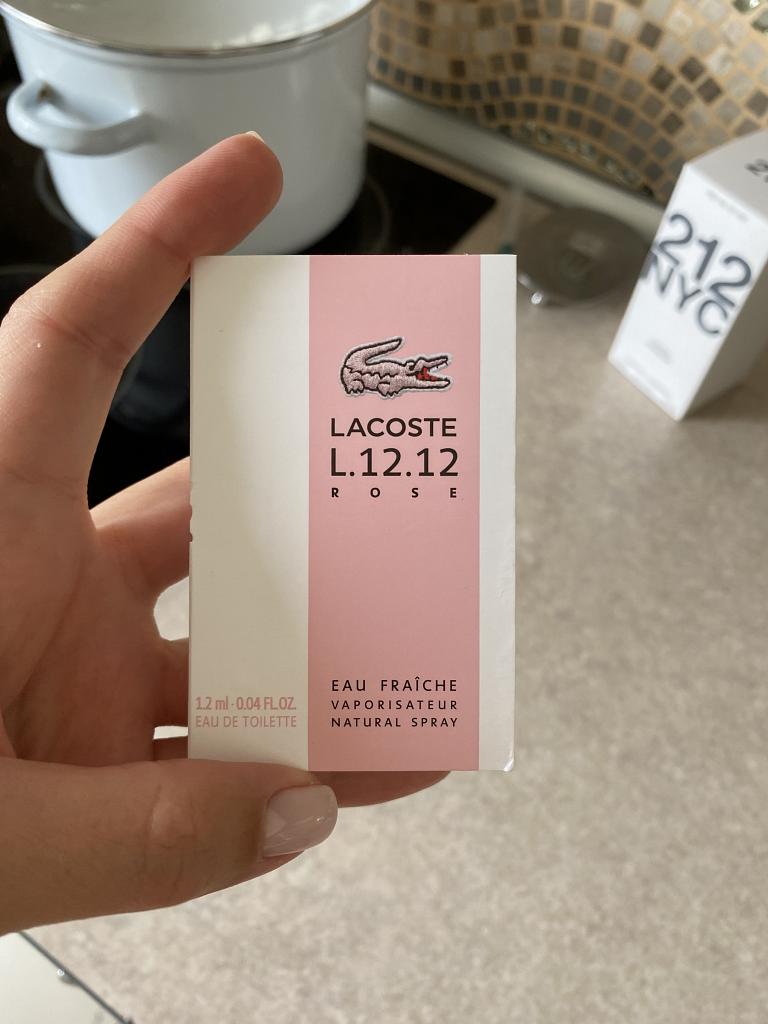 LACOSTE
L.12.12
ROSE
EAU FRAÎCHE
VAPORISATEUR
NATURAL SPRAY
1.2 ml - 0.04 FL.OZ.
EAU DE TOILETTE
212
NYC